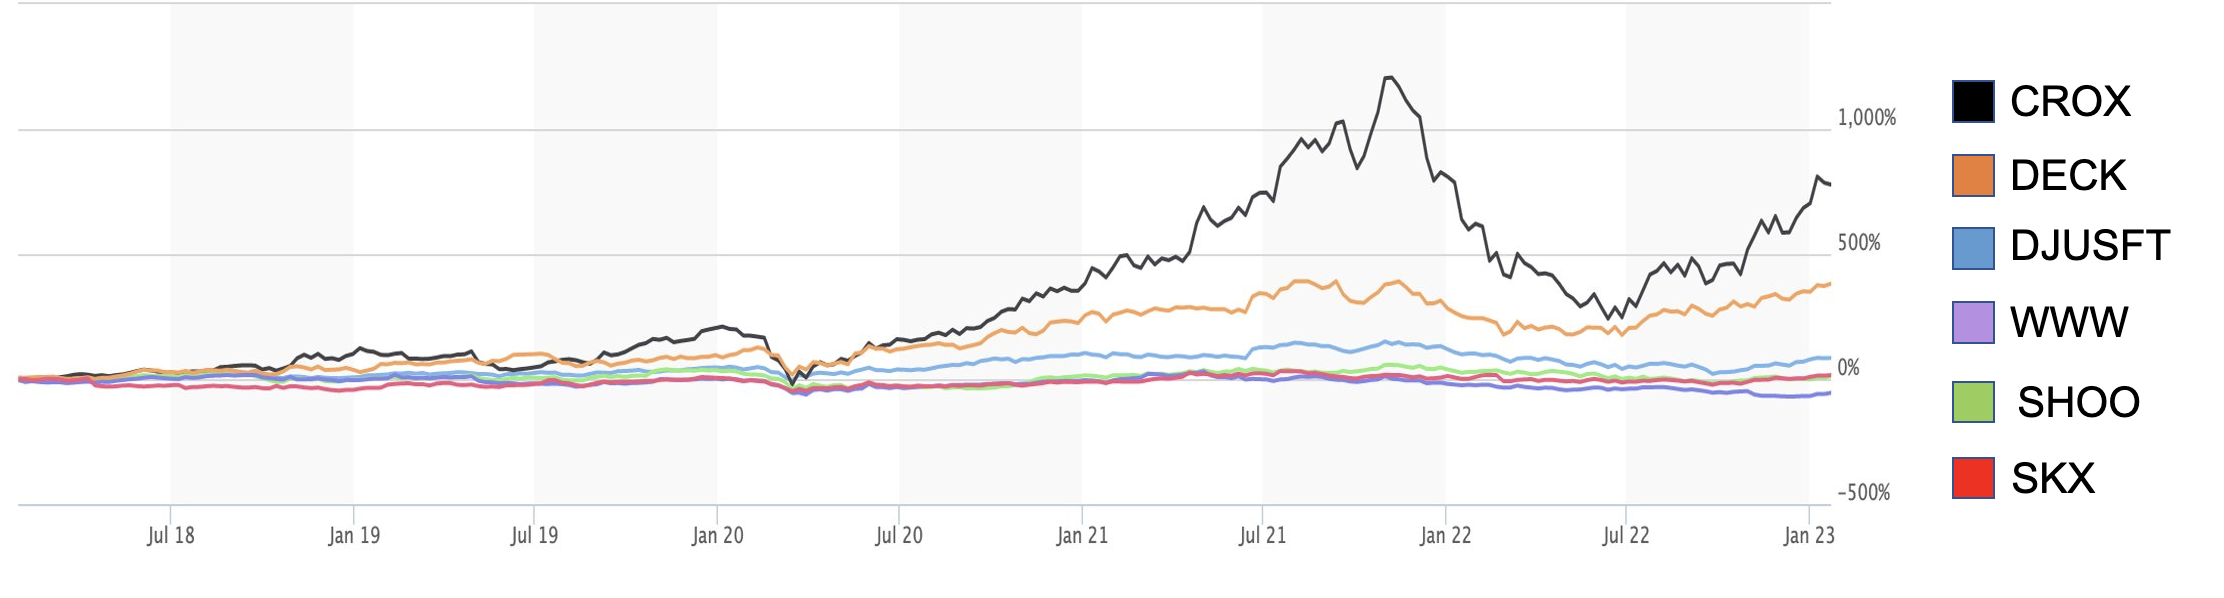 1,000%
500%
0%
-500%
Jul 18
Jan 19
Jul 19
Jan 20
Jul 20
Jan 21
Jul 21
Jan 22
Jul 22
Jan 23
CROX
DECK
DJUSFT
WWW
SHOO
SKX